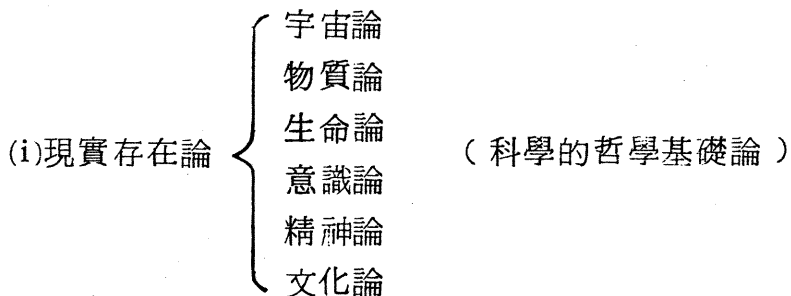 (i)現實存在論
宇宙論
物質論
生命論
意識論
精神論
文化論
(科學的哲學基礎論)